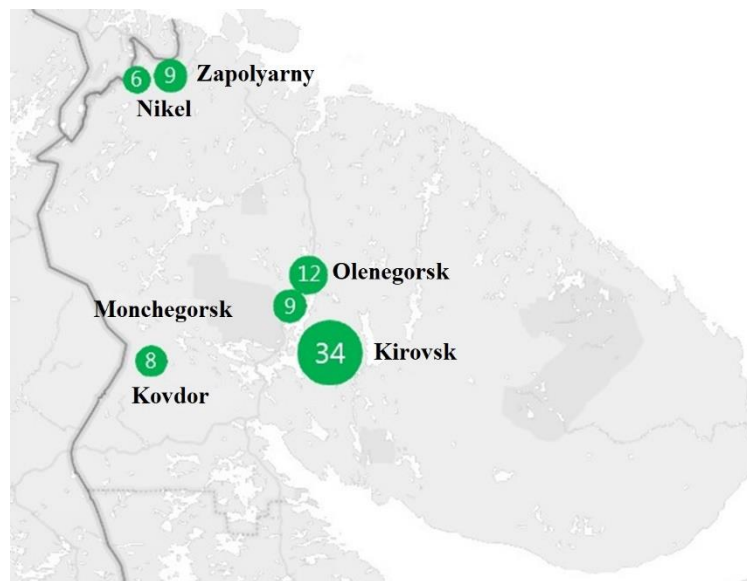 6
9
Zapolyarny
Nikel
12
Olenegorsk
9
Monchegorsk
34
Kirovsk
8
Kovdor